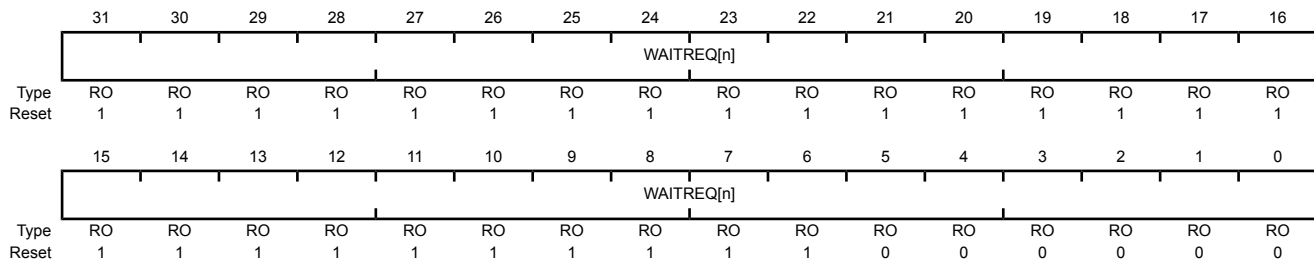 31 30 29 28 27 26 25 24 23 22 21 20 19 18 17 16
WAITREQ[n]
Type RO RO RO RO RO RO RO RO RO RO RO RO RO RO RO RO
Reset 1 1 1 1 1 1 1 1 1 1 1 1 1 1 1 1
15 14 13 12 11 10 9 8 7 6 5 4 3 2 1 0
WAITREQ[n]
Type RO RO RO RO RO RO RO RO RO RO RO RO RO RO RO RO
Reset 1 1 1 1 1 1 1 1 1 1 0 0 0 0 0 0